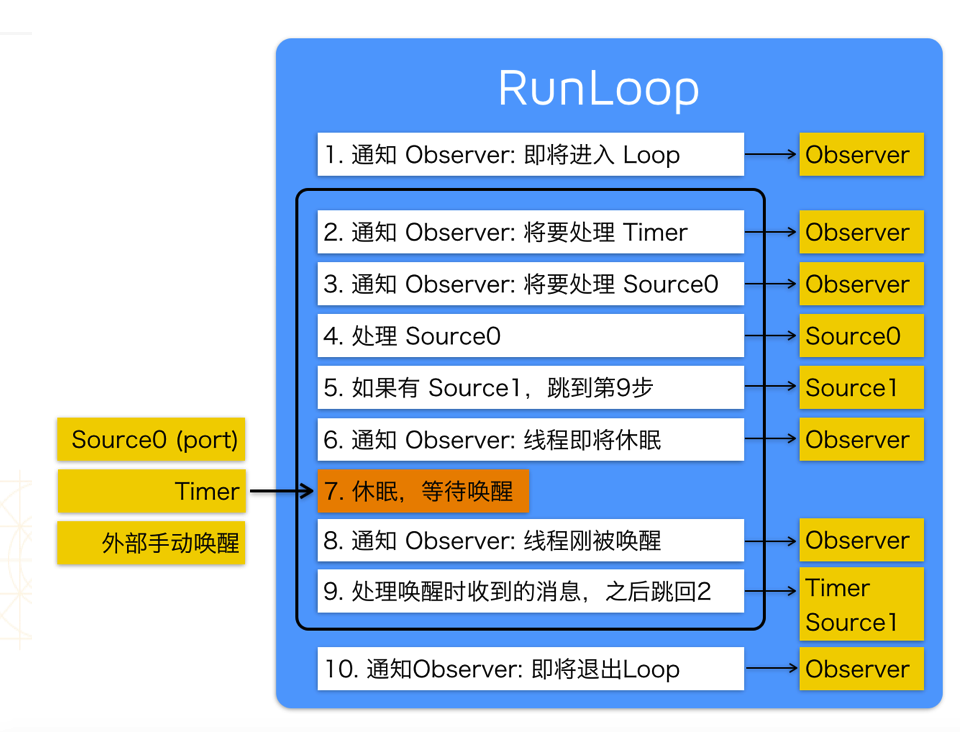 RunLoop
1. 通知 Observer: 即将进入 Loop
Observer
2. 通知 Observer: 将要处理 Timer
Observer
3. 通知 Observer: 将要处理 Source0
Observer
4. 处理 Source0
Source0
5. 如果有 Source1，跳到第9步
Source1
Source0 (port)
6. 通知 Observer: 线程即将休眠
Observer
Timer
7. 休眠，等待唤醒
外部手动唤醒
8. 通知 Observer: 线程刚被唤醒
Observer
9. 处理唤醒时收到的消息，之后跳回2
Timer
Source1
10. 通知Observer: 即将退出Loop
Observer